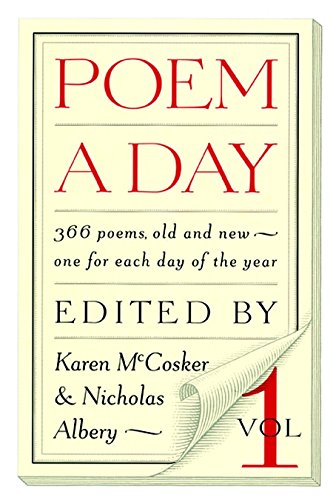 POEM
A DAY
366 poems, old and new ~
one for each day of the year
EDITED BY
Karen McCosker
& Nicholas
Albery ~
VOL
1